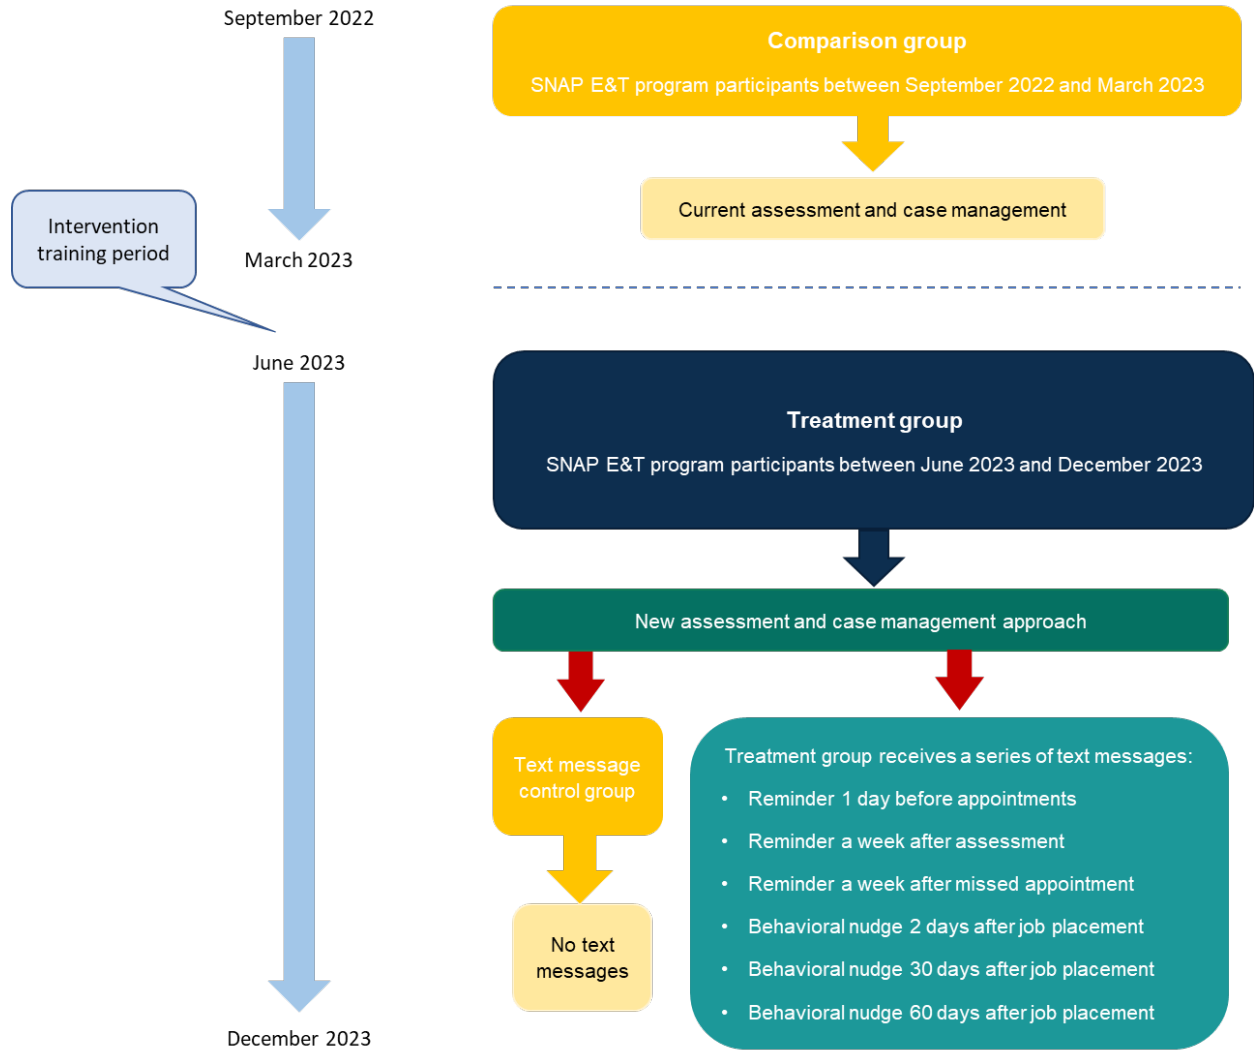 September 2022
Comparison group
SNAP E&T program participants between September 2022 and March 2023
Current assessment and case management
Intervention
training period
March 2023
June 2023
Treatment group
SNAP E&T program participants between June 2023 and December 2023
New assessment and case management approach
Text message
control group
No text
messages
Treatment group receives a series of text messages:
• Reminder 1 day before appointments
• Reminder a week after assessment
• Reminder a week after missed appointment
• Behavioral nudge 2 days after job placement
• Behavioral nudge 30 days after job placement
• Behavioral nudge 60 days after job placement
December 2023